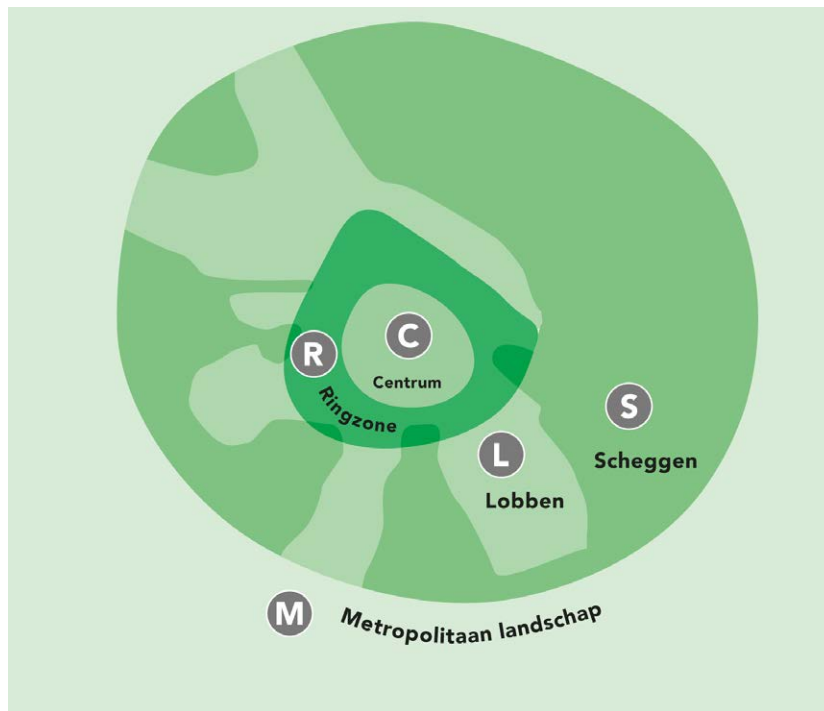 C
Centrum
R
Ringzone
S
Scheggen
L
Lobben
M
Metropolitaan landschap